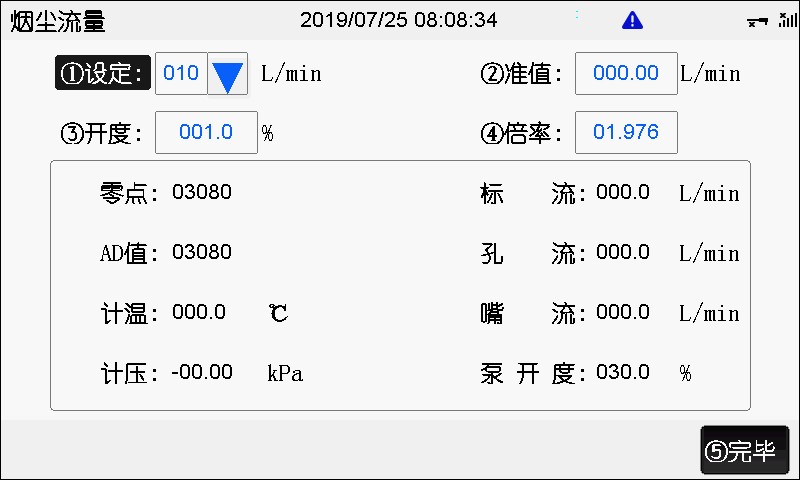 烟尘流量 2019/07/25 08:08:34
①设定: 010 L/min ②准值: 000.00 L/min
③开度: 001.0 % ④倍率: 01.976
零点: 03080 标 流: 000.0 L/min
AD值: 03080 孔 流: 000.0 L/min
计温: 000.0 ℃ 嘴 流: 000.0 L/min
计压: -00.00 kPa 泵 开 度: 030.0 %
⑤完毕